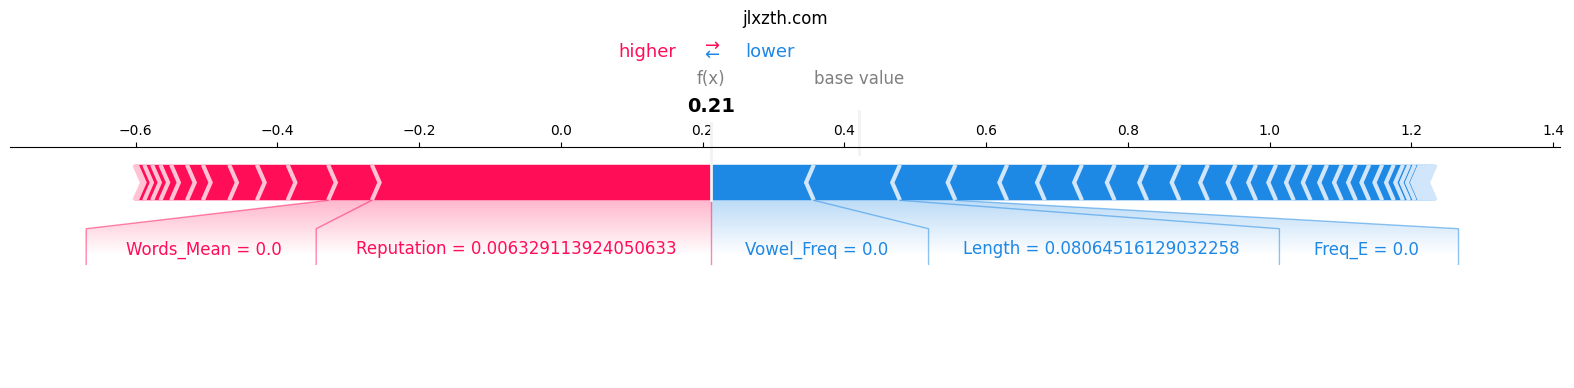 jlxzth.com
higher ⇄ lower
f(x) base value
0.21
−0.6 −0.4 −0.2 0.0 0.2 0.4 0.6 0.8 1.0 1.2 1.4
Words_Mean = 0.0 Reputation = 0.006329113924050633 Vowel_Freq = 0.0 Length = 0.08064516129032258 Freq_E = 0.0